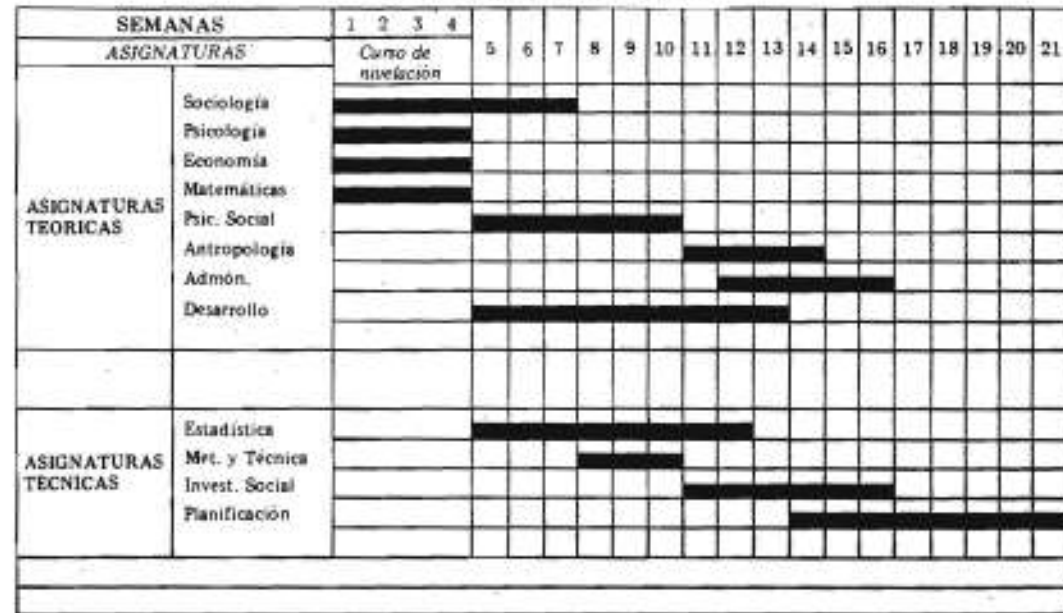 SEMANAS 1 2 3 4 5 6 7 8 9 10 11 12 13 14 15 16 17 18 19 20 21
ASIGNATURAS Curso de
nivelación
Sociología
Psicología
Economía
Matemáticas
ASIGNATURAS
TEORICAS
Psic. Social
Antropología
Admón.
Desarrollo
Estadística
ASIGNATURAS
TECNICAS
Met. y Técnica
Invest. Social
Planificación